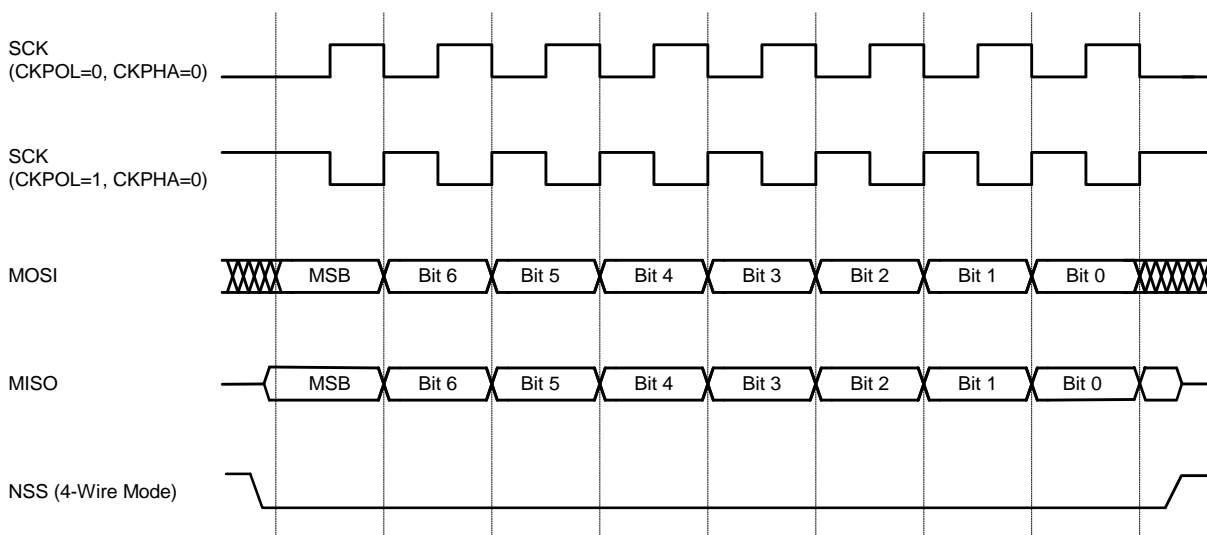 SCK
(CKPOL=0, CKPHA=0)
SCK
(CKPOL=1, CKPHA=0)
MOSI
MSB Bit 6 Bit 5 Bit 4 Bit 3 Bit 2 Bit 1 Bit 0
MISO
MSB Bit 6 Bit 5 Bit 4 Bit 3 Bit 2 Bit 1 Bit 0
NSS (4-Wire Mode)